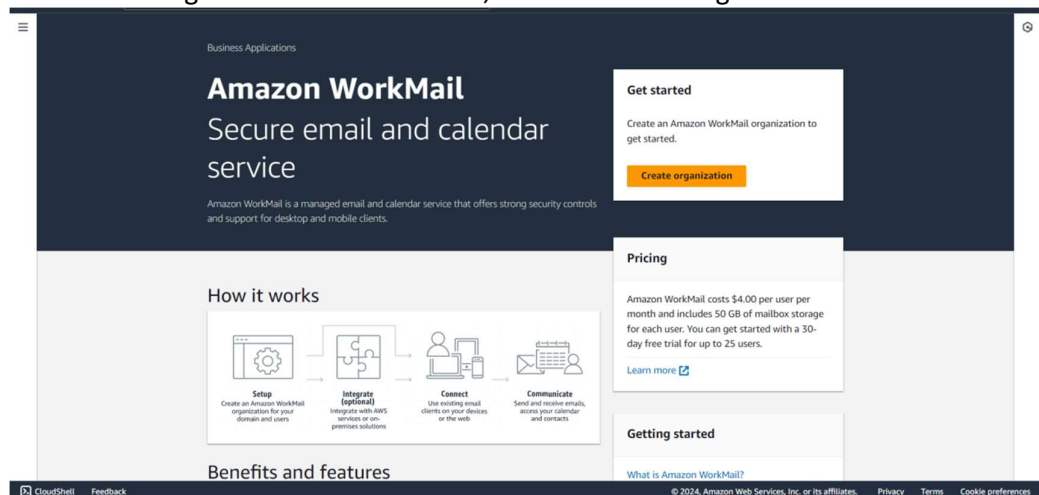 Business Applications
Amazon WorkMail
Secure email and calendar
service
Amazon WorkMail is a managed email and calendar service that offers strong security controls
and support for desktop and mobile clients.
Get started
Create an Amazon WorkMail organization to
get started.
Create organization
Pricing
Amazon WorkMail costs $4.00 per user per
month and includes 50 GB of mailbox storage
for each user. You can get started with a 30-
day free trial for up to 25 users.
Learn more
How it works
Setup
Create an Amazon WorkMail
organization for your
domain and users
Integrate
(optional)
Integrate with AWS
services or on-
premises solutions
Connect
Use existing email
clients on your devices
or the web
Communicate
Send and receive emails,
access your calendar
and contacts
Getting started
What is Amazon WorkMail?
Benefits and features
CloudShell Feedback © 2024, Amazon Web Services, Inc. or its affiliates. Privacy Terms Cookie preferences